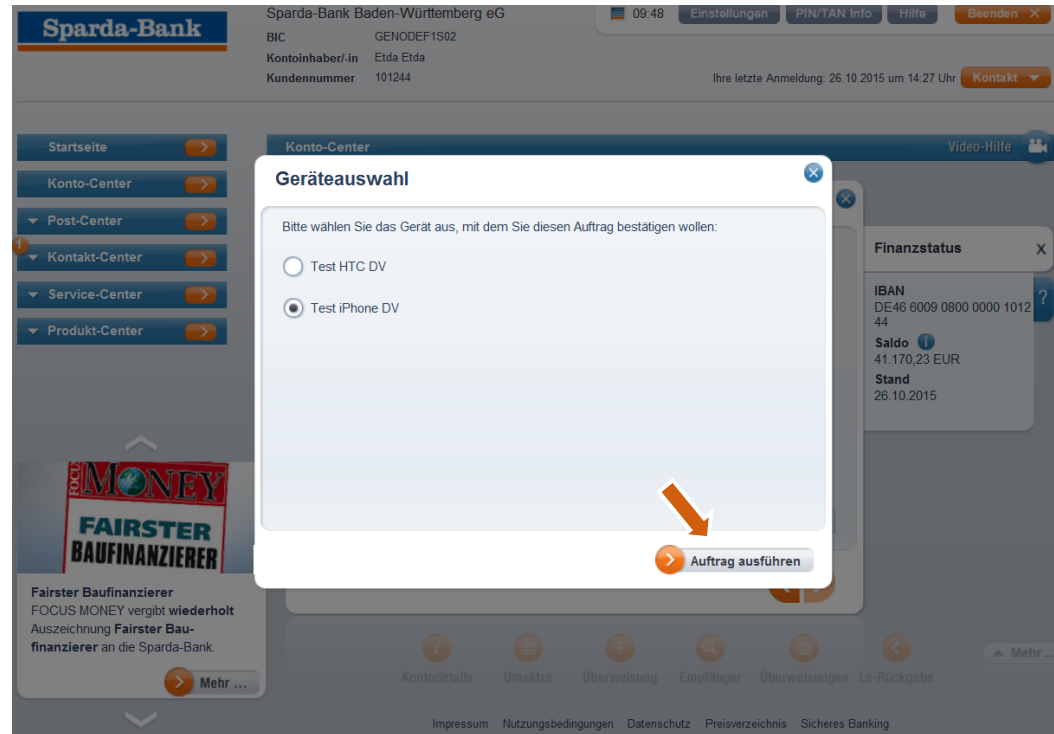 Sparda-Bank
Sparda-Bank Baden-Württemberg eG
BIC GENODEF1S02
Kontoinhaber/-in Etda Etda
Kundennummer 101244
09:48 Einstellungen PIN/TAN Info Hilfe Beenden X
Ihre letzte Anmeldung: 26.10.2015 um 14:27 Uhr Kontakt
Startseite
Konto-Center
Post-Center
1
Kontakt-Center
Service-Center
Produkt-Center
Konto-Center Video-Hilfe
Geräteauswahl
Bitte wählen Sie das Gerät aus, mit dem Sie diesen Auftrag bestätigen wollen:
Test HTC DV
Test iPhone DV
Auftrag ausführen
Finanzstatus X
?
IBAN
DE46 6009 0800 0000 1012
44
Saldo i
41.170,23 EUR
Stand
26.10.2015
FOCUS MONEY
FAIRSTER
BAUFINANZIERER
Fairster Baufinanzierer
FOCUS MONEY vergibt wiederholt
Auszeichnung Fairster Bau-
finanzierer an die Sparda-Bank.
Mehr ...
Kontodetails Umsätze Überweisung Empfänger Überweisungen Ls-Rückgabe
Mehr ...
Impressum Nutzungsbedingungen Datenschutz Preisverzeichnis Sicheres Banking